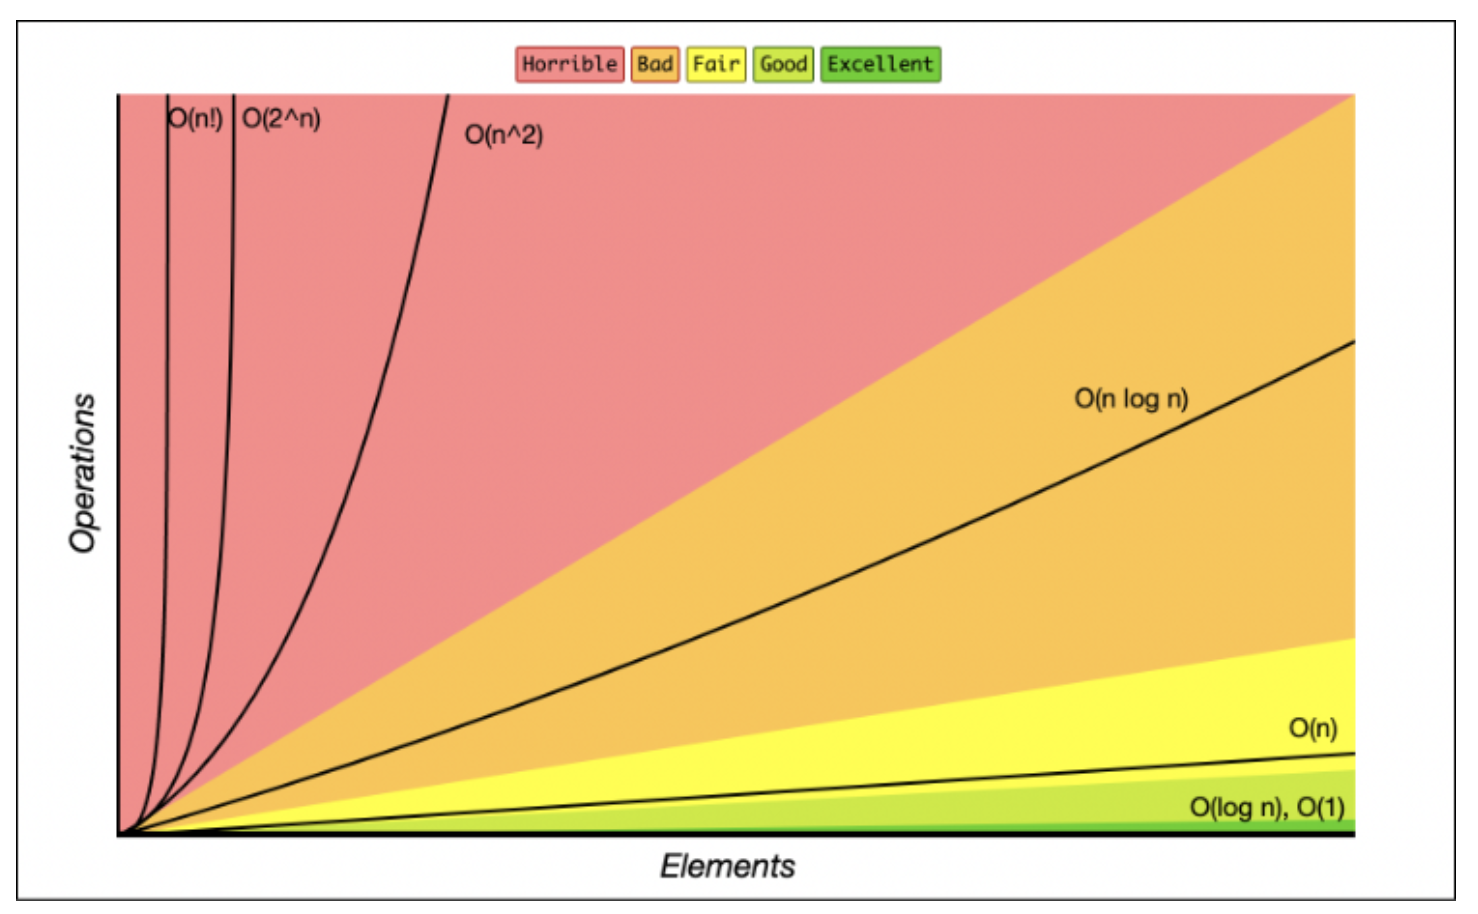 Horrible Bad Fair Good Excellent
O(n!) O(2^n)
O(n^2)
O(n log n)
Operations
O(n)
O(log n), O(1)
Elements